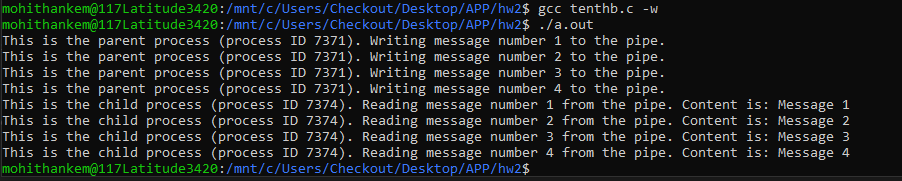 mohithankem@117Latitude3420:/mnt/c/Users/Checkout/Desktop/APP/hw2$ gcc tenthb.c -w
mohithankem@117Latitude3420:/mnt/c/Users/Checkout/Desktop/APP/hw2$ ./a.out
This is the parent process (process ID 7371). Writing message number 1 to the pipe.
This is the parent process (process ID 7371). Writing message number 2 to the pipe.
This is the parent process (process ID 7371). Writing message number 3 to the pipe.
This is the parent process (process ID 7371). Writing message number 4 to the pipe.
This is the child process (process ID 7374). Reading message number 1 from the pipe. Content is: Message 1
This is the child process (process ID 7374). Reading message number 2 from the pipe. Content is: Message 2
This is the child process (process ID 7374). Reading message number 3 from the pipe. Content is: Message 3
This is the child process (process ID 7374). Reading message number 4 from the pipe. Content is: Message 4
mohithankem@117Latitude3420:/mnt/c/Users/Checkout/Desktop/APP/hw2$